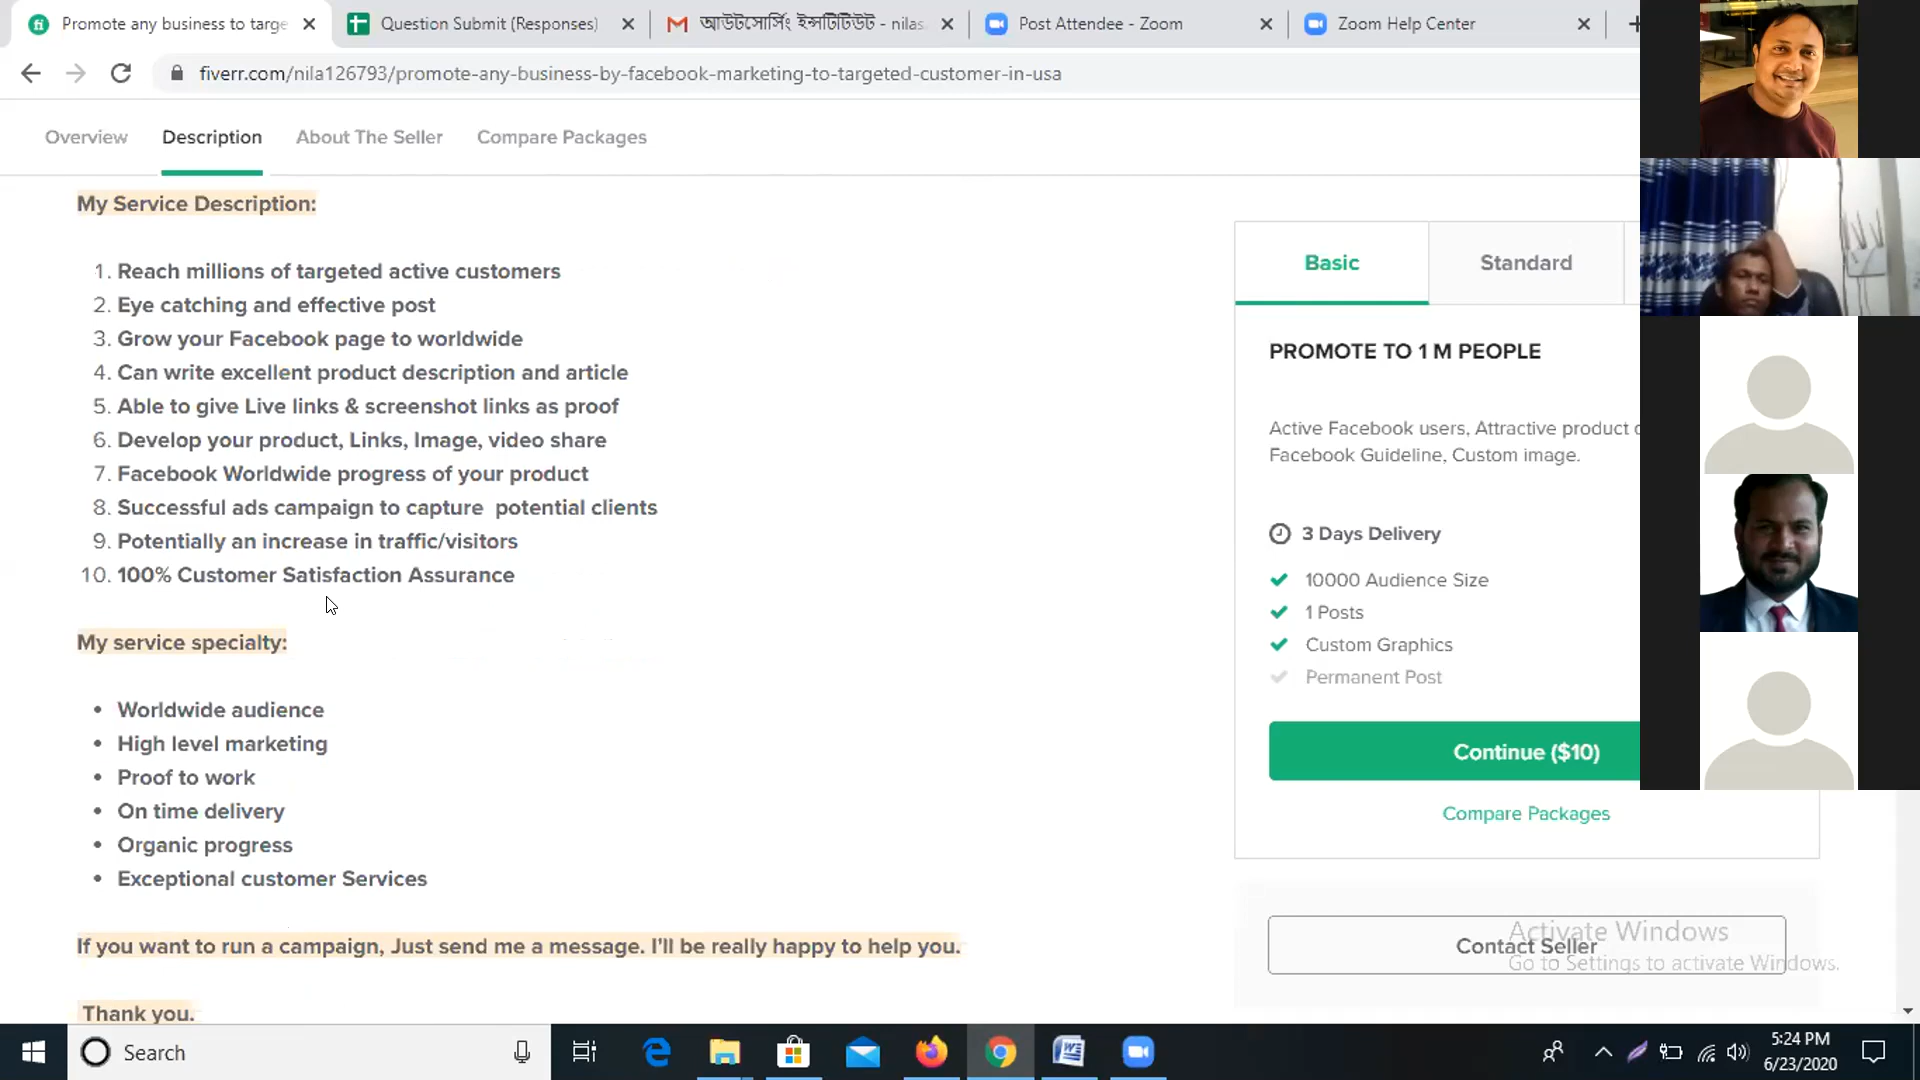 Promote any business to targe
Question Submit (Responses)
আউটসোর্সিং ইন্সটিটিউট - nilas
Post Attendee - Zoom
Zoom Help Center
fiverr.com/nila126793/promote-any-business-by-facebook-marketing-to-targeted-customer-in-usa
Overview
Description
About The Seller
Compare Packages
My Service Description:
1. Reach millions of targeted active customers
2. Eye catching and effective post
3. Grow your Facebook page to worldwide
4. Can write excellent product description and article
5. Able to give Live links & screenshot links as proof
6. Develop your product, Links, Image, video share
7. Facebook Worldwide progress of your product
8. Successful ads campaign to capture  potential clients
9. Potentially an increase in traffic/visitors
10. 100% Customer Satisfaction Assurance
My service specialty:
• Worldwide audience
• High level marketing
• Proof to work
• On time delivery
• Organic progress
• Exceptional customer Services
If you want to run a campaign, Just send me a message. I'll be really happy to help you.
Thank you.
Basic
Standard
PROMOTE TO 1 M PEOPLE
Active Facebook users, Attractive product
Facebook Guideline, Custom image.
3 Days Delivery
10000 Audience Size
1 Posts
Custom Graphics
Permanent Post
Continue ($10)
Compare Packages
Contact Seller
Activate Windows
Go to Settings to activate Windows.
Search
5:24 PM
6/23/2020